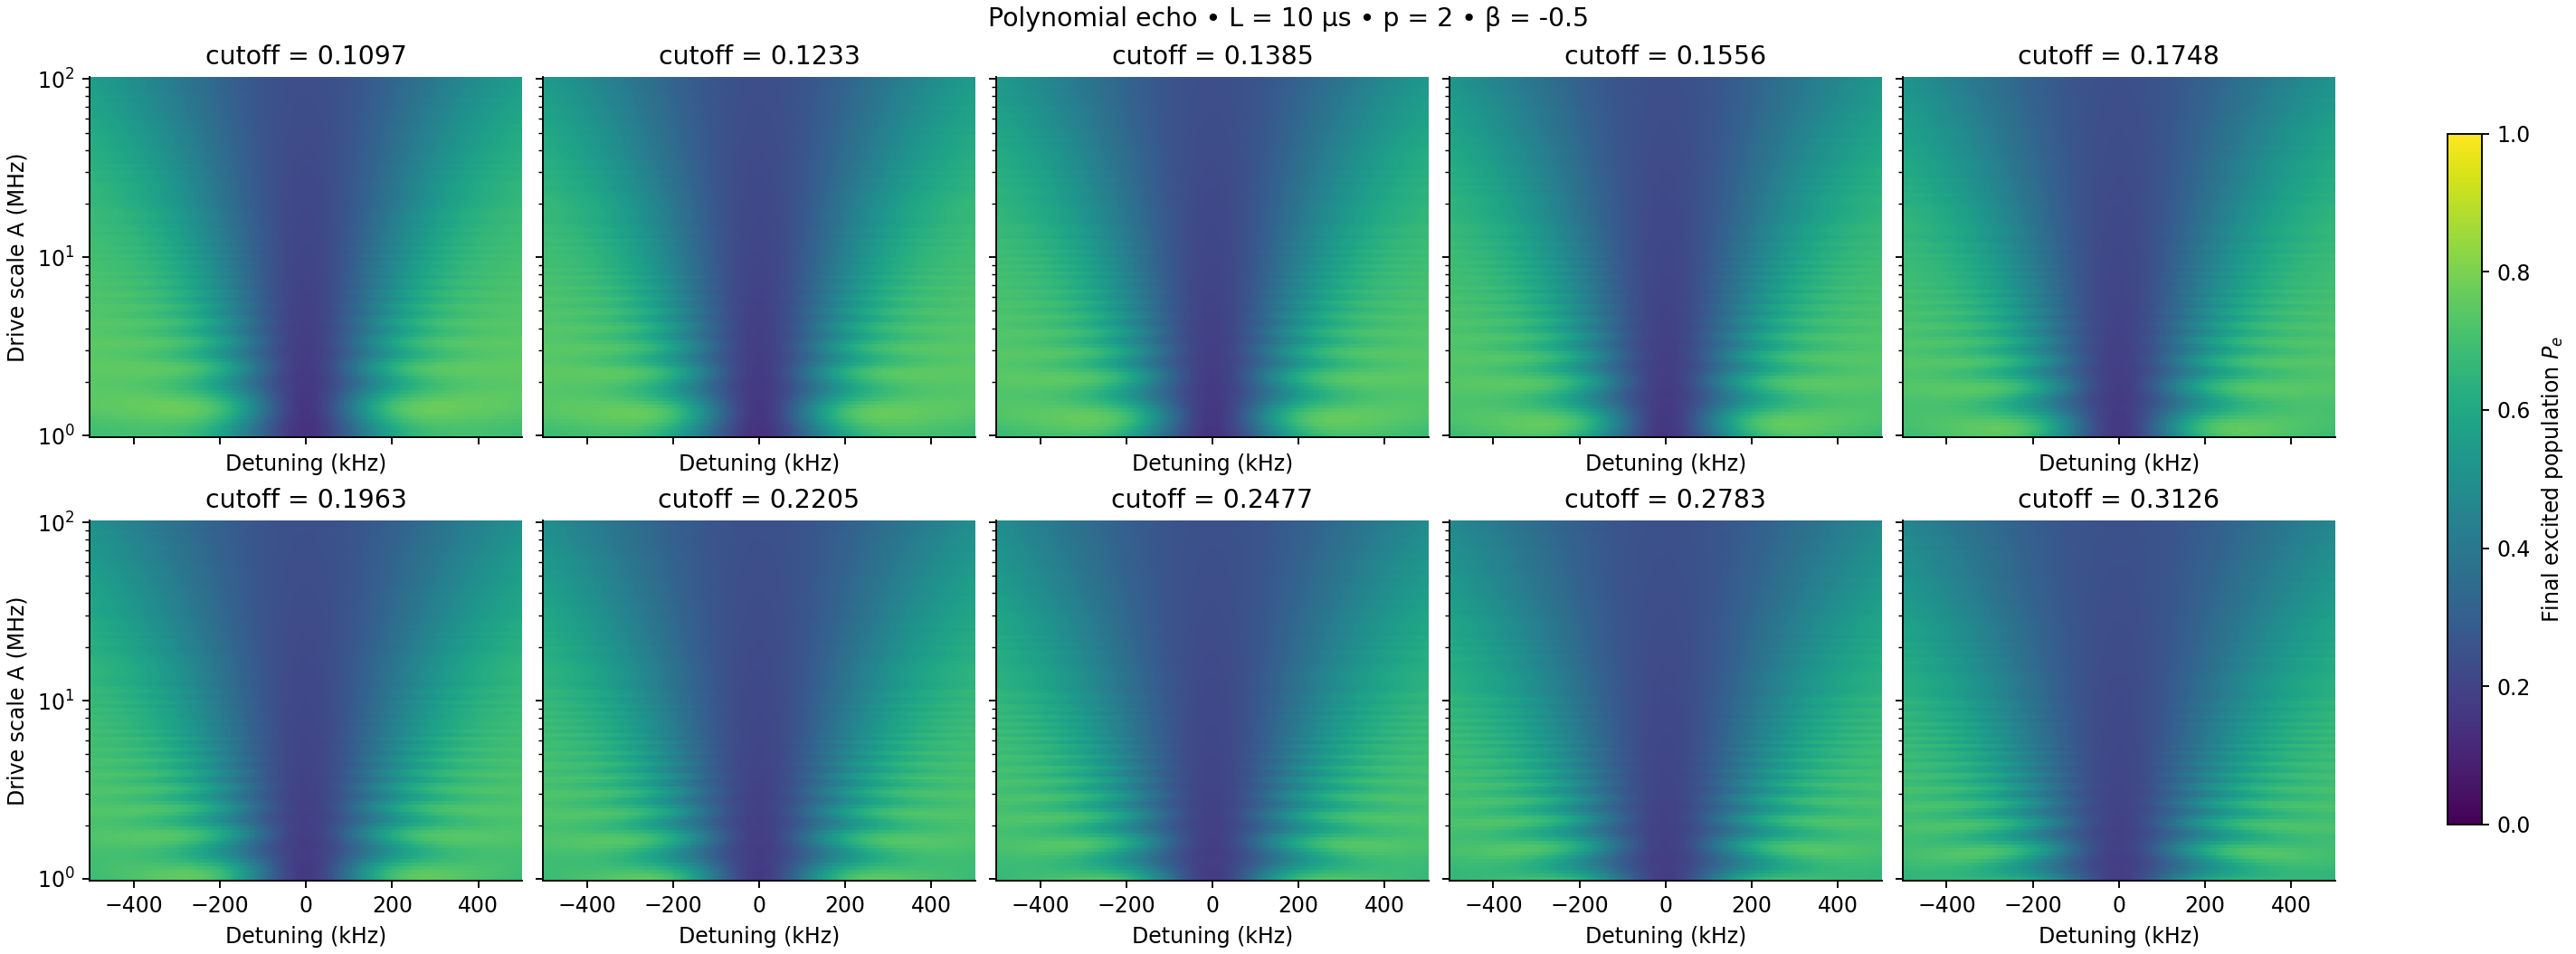 Polynomial echo • L = 10 μs • p = 2 • β = -0.5
cutoff = 0.1097
cutoff = 0.1233
cutoff = 0.1385
cutoff = 0.1556
cutoff = 0.1748
Drive scale A (MHz)
10²
10¹
10⁰
Detuning (kHz)
Detuning (kHz)
Detuning (kHz)
Detuning (kHz)
Detuning (kHz)
cutoff = 0.1963
cutoff = 0.2205
cutoff = 0.2477
cutoff = 0.2783
cutoff = 0.3126
Drive scale A (MHz)
10²
10¹
10⁰
−400 −200 0 200 400
−400 −200 0 200 400
−400 −200 0 200 400
−400 −200 0 200 400
−400 −200 0 200 400
Detuning (kHz)
Detuning (kHz)
Detuning (kHz)
Detuning (kHz)
Detuning (kHz)
1.0
0.8
0.6
0.4
0.2
0.0
Final excited population Pₑ